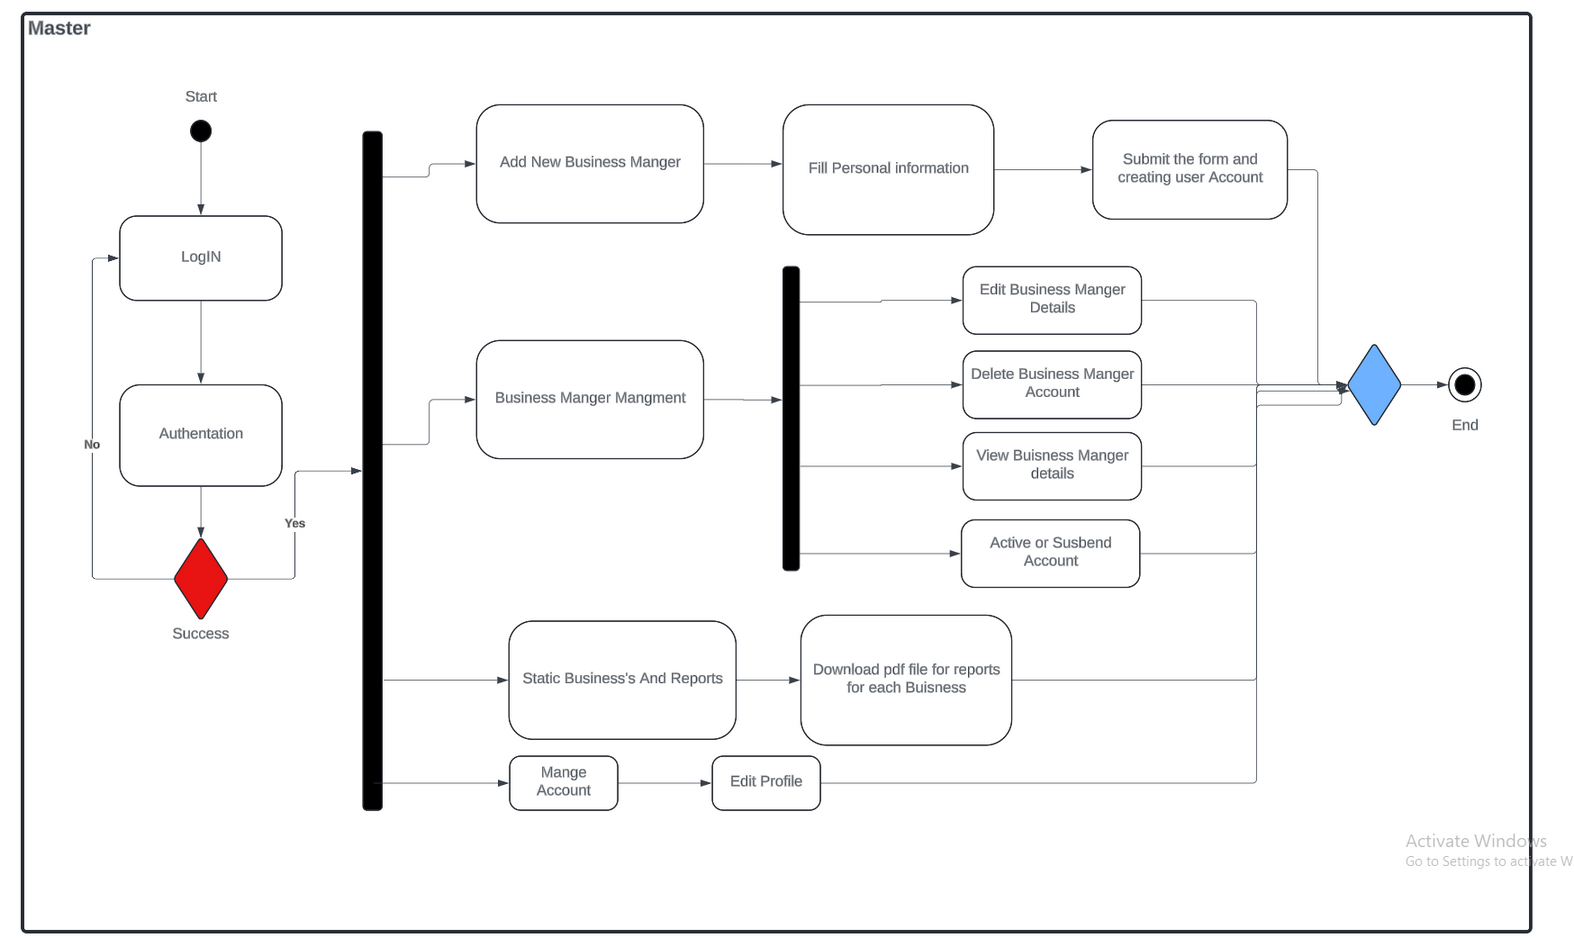 Master
Start
LogIN
Authentation
No
Yes
Success
Add New Business Manger
Fill Personal information
Submit the form and
creating user Account
Business Manger Mangment
Edit Business Manger
Details
Delete Business Manger
Account
View Buisness Manger
details
Active or Susbend
Account
Static Business's And Reports
Download pdf file for reports
for each Buisness
Mange
Account
Edit Profile
End
Activate Windows
Go to Settings to activate W